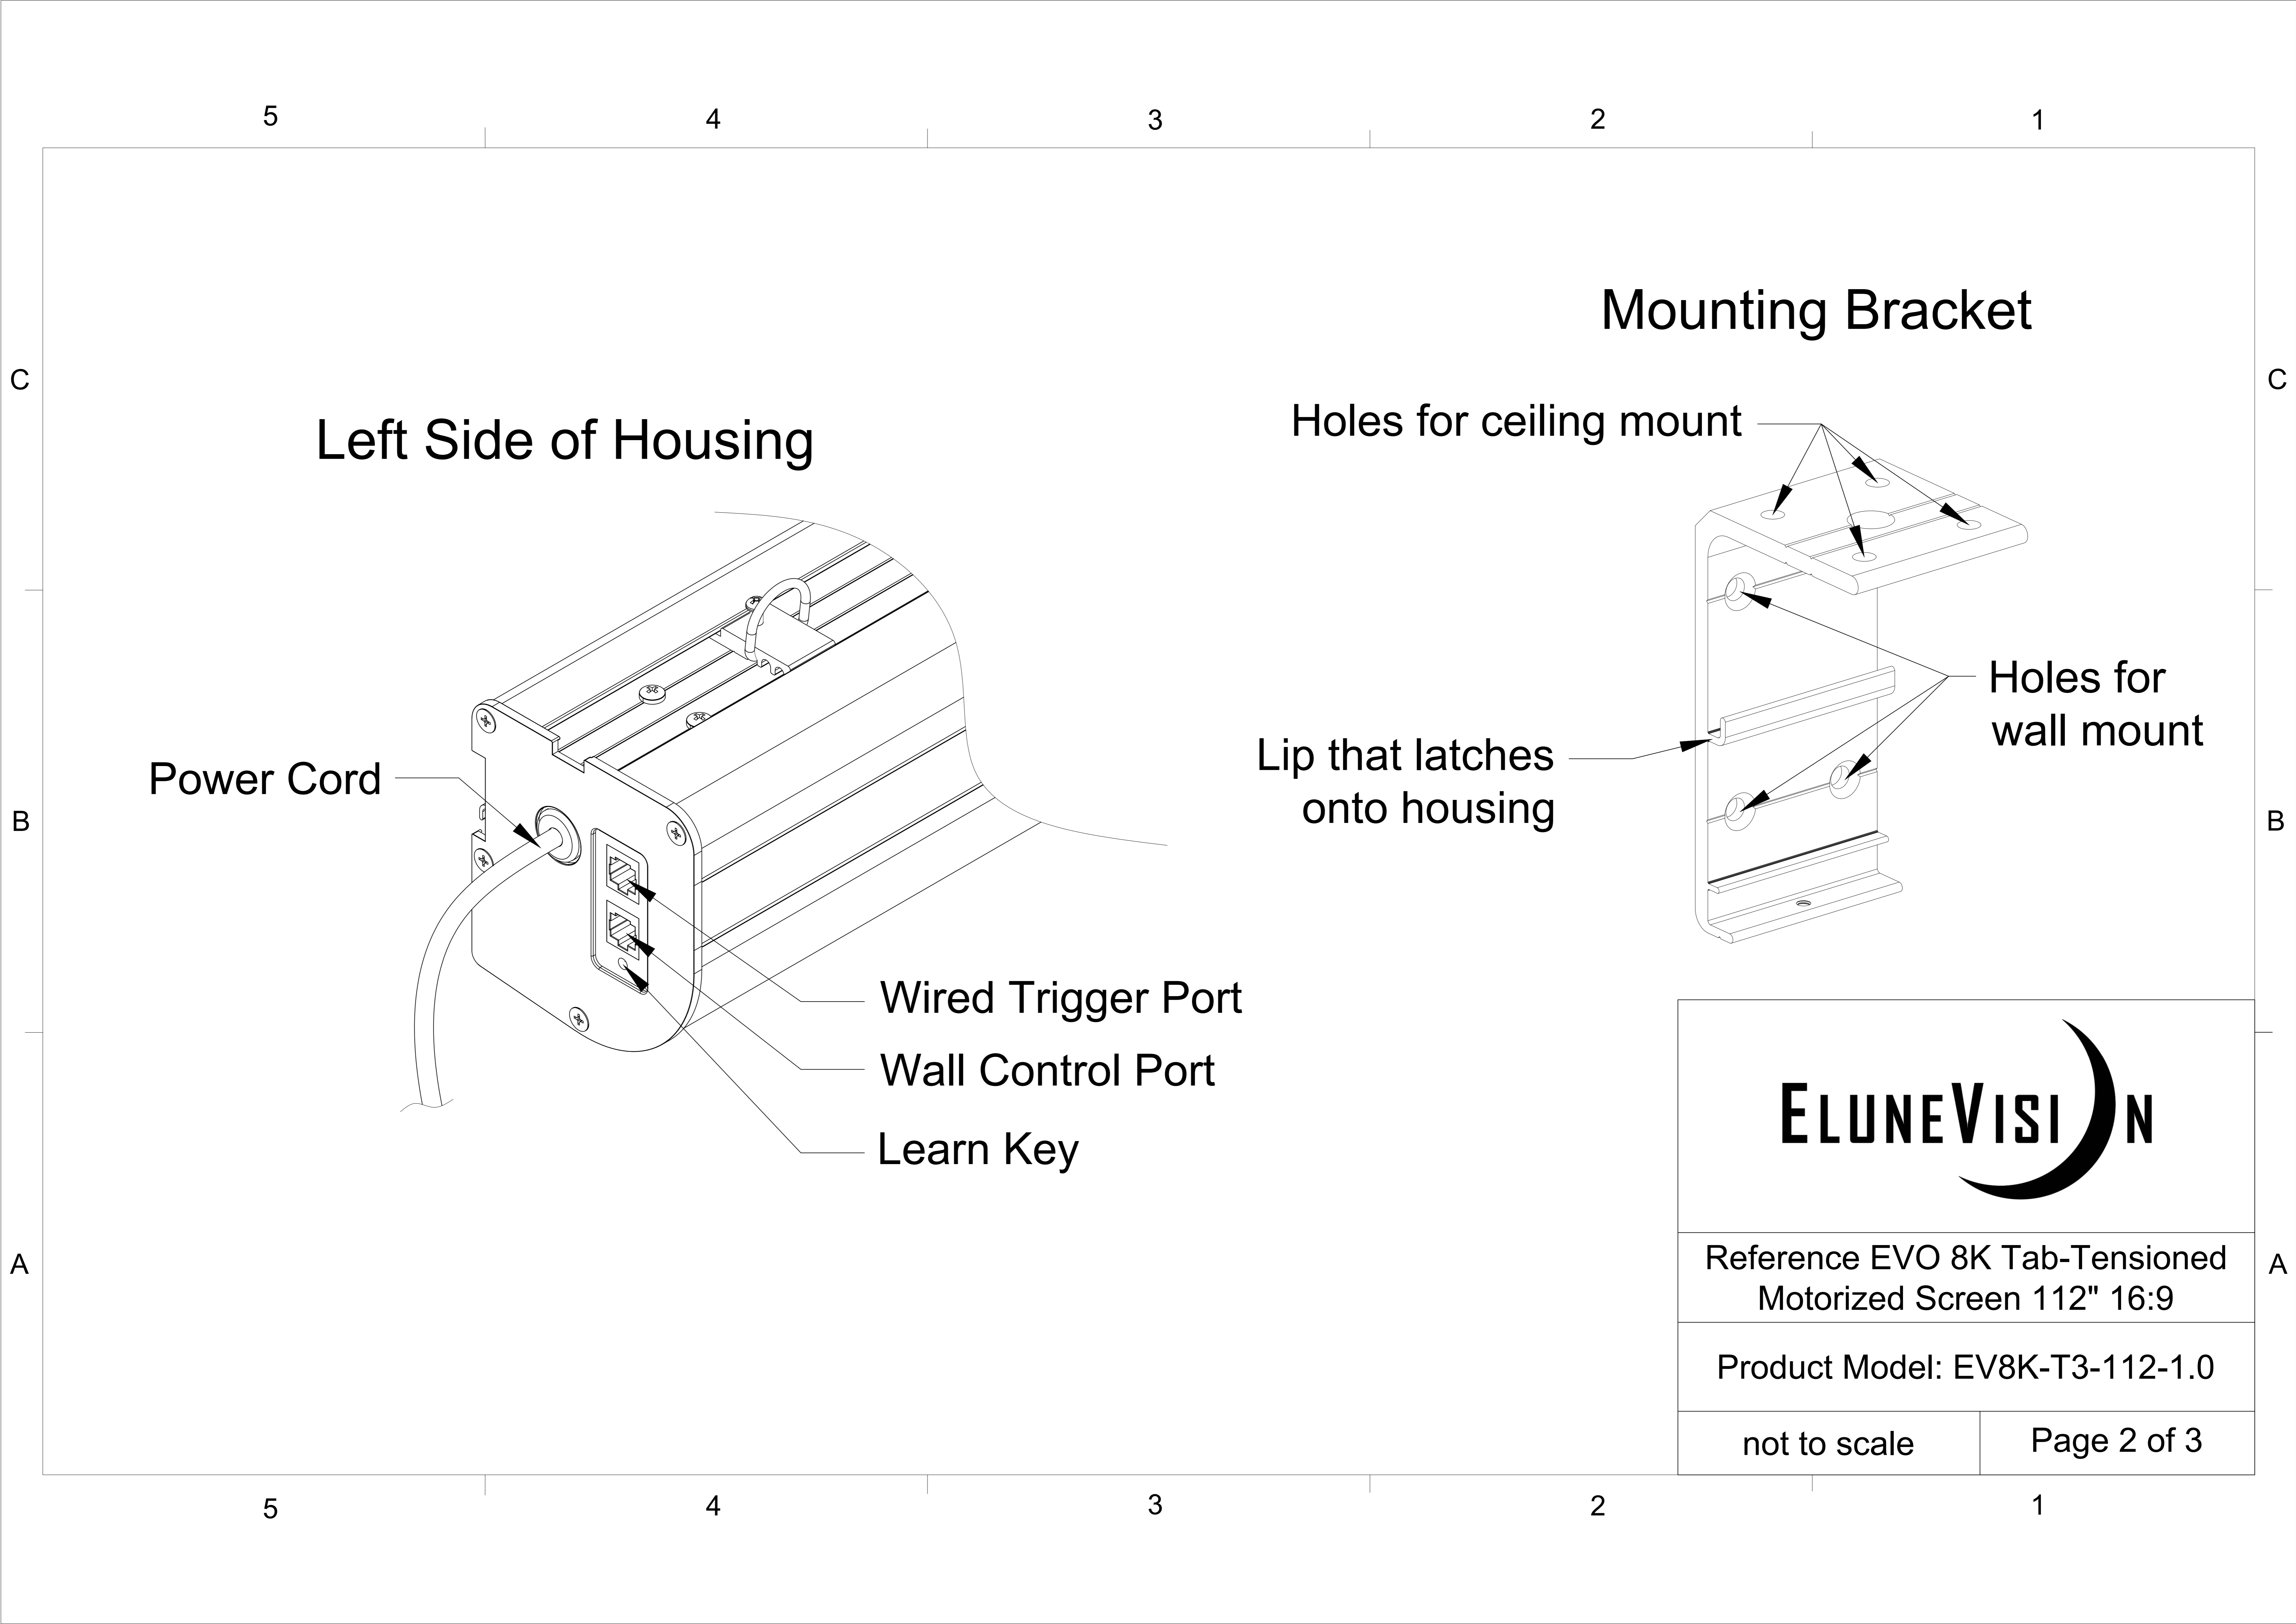 5 4 3 2 1
Mounting Bracket
C C
Holes for ceiling mount
Left Side of Housing
Holes for
wall mount
Lip that latches
onto housing
Power Cord
B B
Wired Trigger Port
Wall Control Port
Learn Key
ELUNEVISION
A A
Reference EVO 8K Tab-Tensioned
Motorized Screen 112" 16:9
Product Model: EV8K-T3-112-1.0
not to scale
Page 2 of 3
5 4 3 2 1